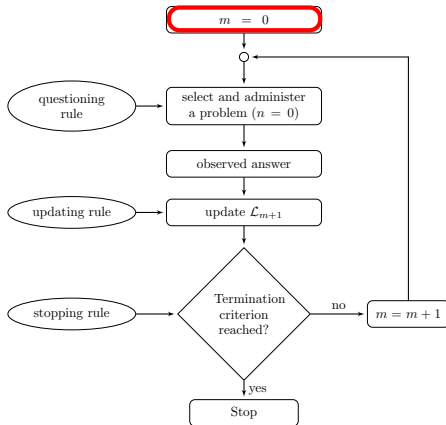 m = 0
questioning
rule
select and administer
a problem (n = 0)
observed answer
updating rule
update ℒₘ₊₁
stopping rule
Termination
criterion
reached?
no
m = m + 1
yes
Stop